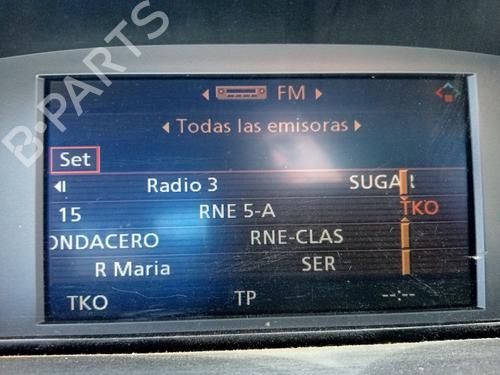 B-PARTS
FM
Todas las emisoras
Set
Radio 3 SUGAR
15 RNE 5-A TKO
ONDACERO RNE-CLAS
R Maria SER
TKO TP --:--